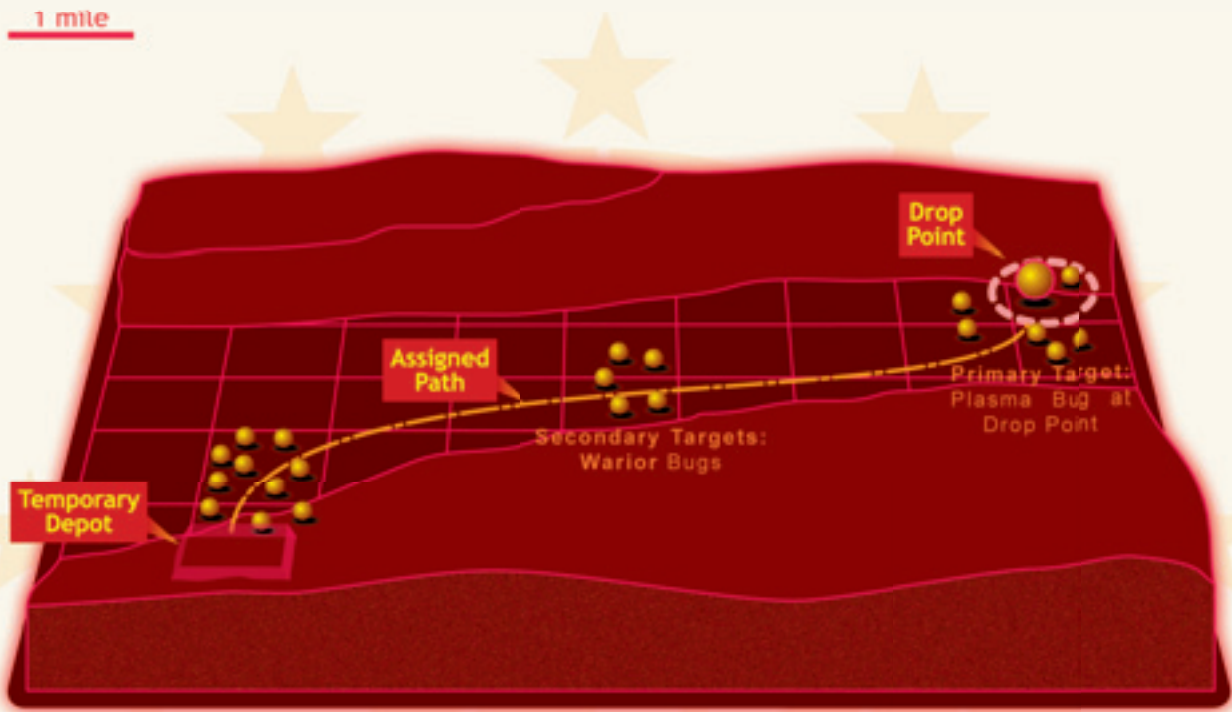 1 mile
Drop
Point
Assigned
Path
Primary Target:
Plasma Bug at
Drop Point
Secondary Targets:
Warior Bugs
Temporary
Depot